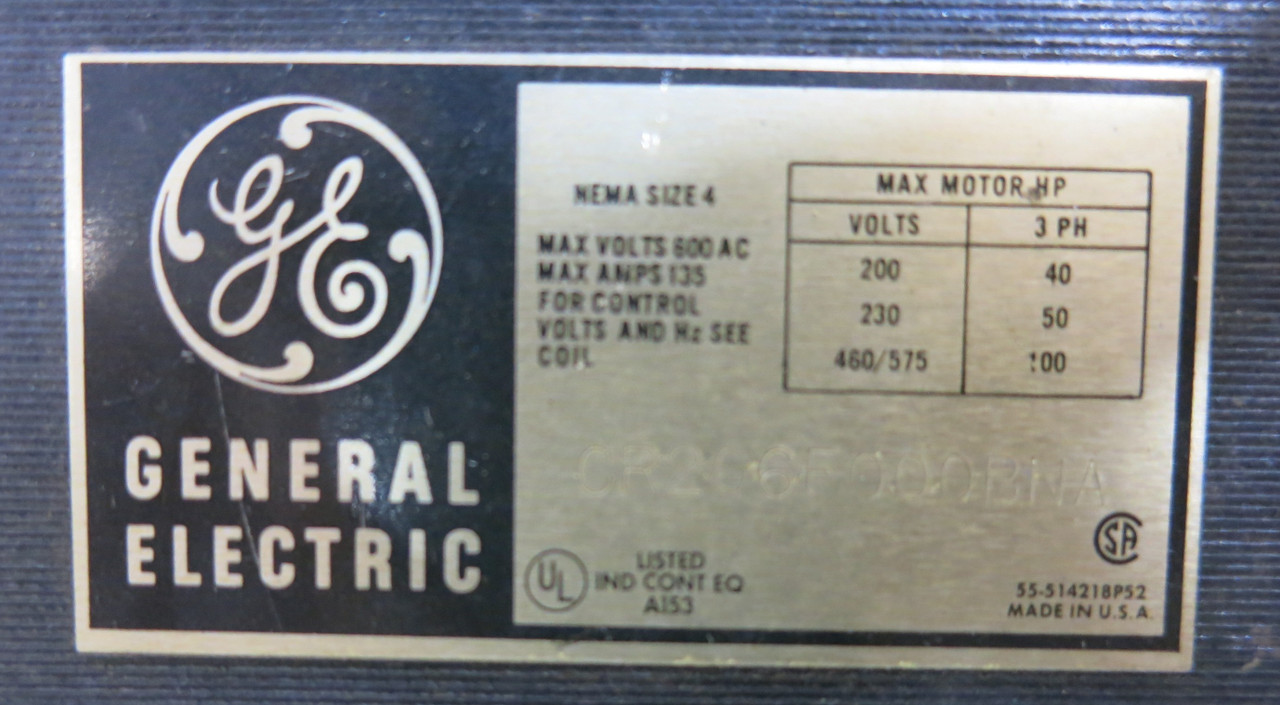 GE
GENERAL
ELECTRIC
NEMA SIZE 4
MAX VOLTS 600 AC
MAX AMPS 135
FOR CONTROL
VOLTS AND Hz SEE
COIL
MAX MOTOR HP
VOLTS 3 PH
200 40
230 50
460/575 100
UL
LISTED
IND CONT EQ
A153
SA
55-514218P52
MADE IN U.S.A.